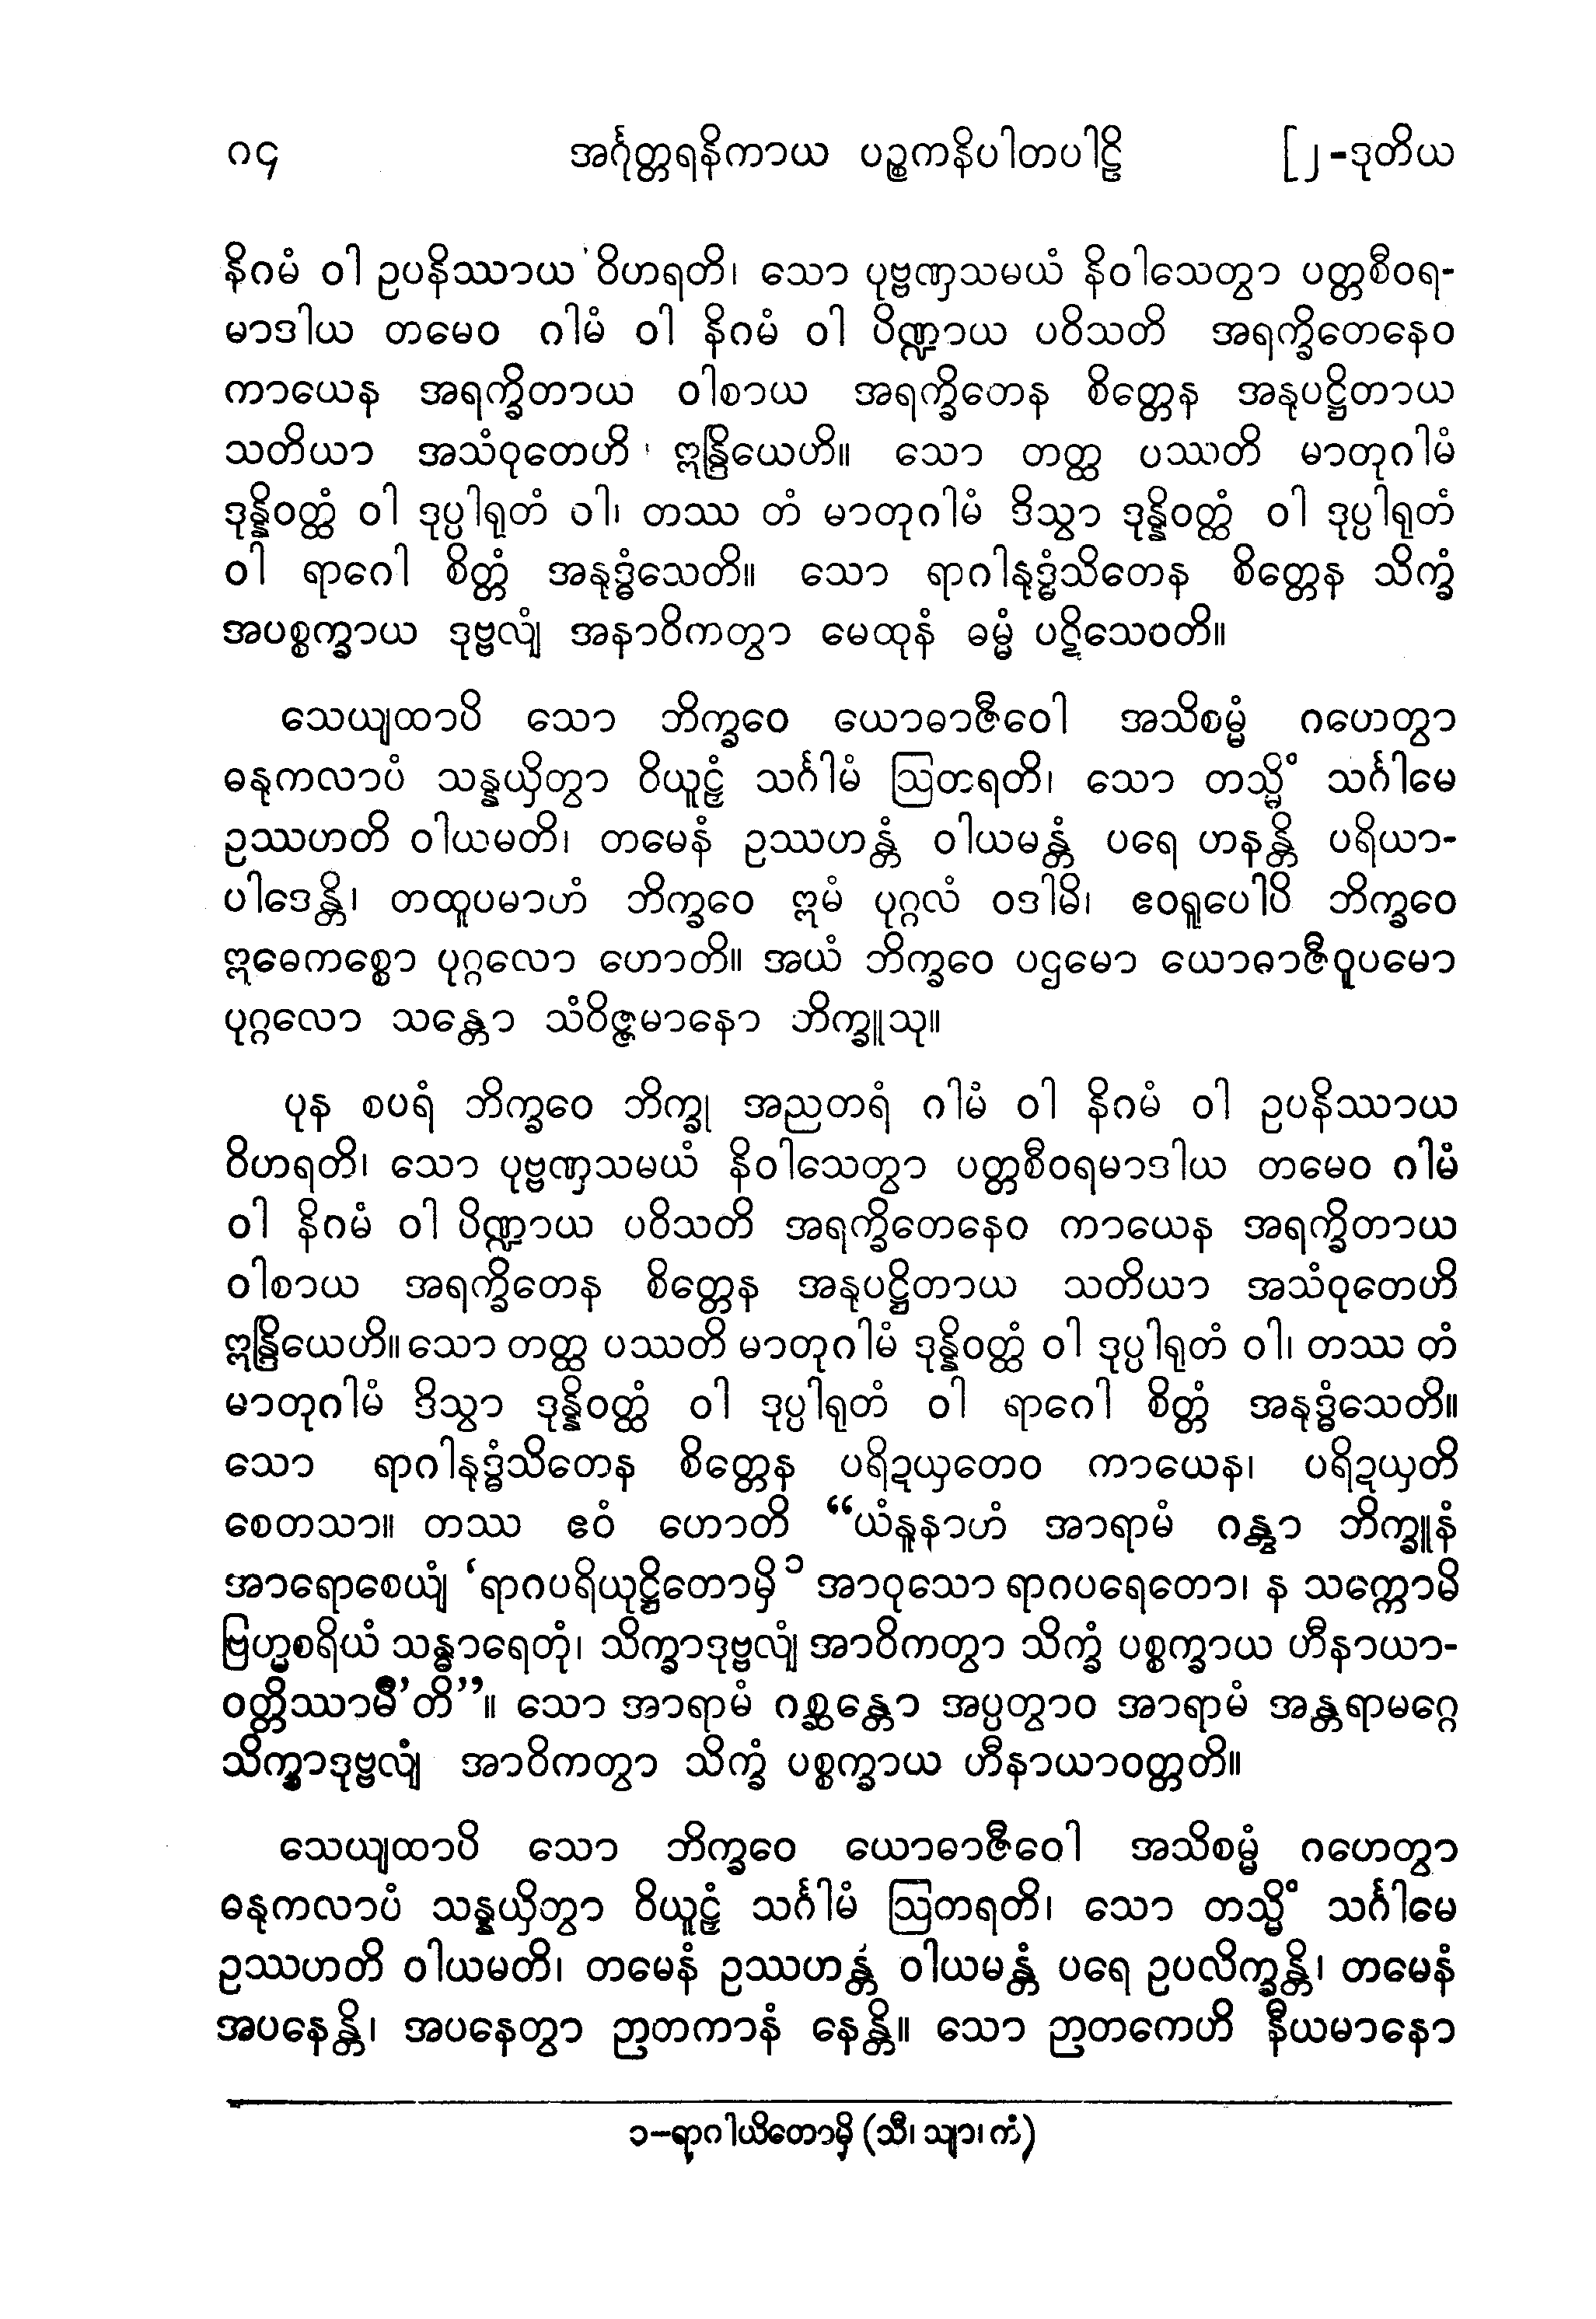 ၈၄ အင်္ဂုတ္တရနိကာယ ပဉ္စကနိပါတပါဠိ [၂-ဒုတိယ
နိဂမံ ဝါ ဥပနိဿာယ ဝိဟရတိ၊ သော ပုဗ္ဗဏှသမယံ နိဝါသေတွာ ပတ္တစီဝရ-
မာဒါယ တမေဝ ဂါမံ ဝါ နိဂမံ ဝါ ပိဏ္ဍာယ ပဝိသတိ အရက္ခိတေနေဝ
ကာယေန အရက္ခိတာယ ဝါစာယ အရက္ခိတေန စိတ္တေန အနုပဋ္ဌိတာယ
သတိယာ အသံဝုတေဟိ ဣန္ဒြိယေဟိ။ သော တတ္ထ ပဿတိ မာတုဂါမံ
ဒုန္နိဝတ္ထံ ဝါ ဒုပ္ပါရုတံ ဝါ၊ တဿ တံ မာတုဂါမံ ဒိသွာ ဒုန္နိဝတ္ထံ ဝါ ဒုပ္ပါရုတံ
ဝါ ရာဂေါ စိတ္တံ အနုဒ္ဓံသေတိ။ သော ရာဂါနုဒ္ဓံသိတေန စိတ္တေန သိက္ခံ
အပစ္စက္ခာယ ဒုဗ္ဗလျံ အနာဝိကတွာ မေထုနံ ဓမ္မံ ပဋိသေဝတိ။
သေယျထာပိ သော ဘိက္ခဝေ ယောဓာဇီဝေါ အသိစမ္မံ ဂဟေတွာ
ဓနုကလာပံ သန္နယှိတွာ ဝိယူဠှံ သင်္ဂါမံ ဩတရတိ၊ သော တသ္မိံ သင်္ဂါမေ
ဥဿဟတိ ဝါယမတိ၊ တမေနံ ဥဿဟန္တံ ဝါယမန္တံ ပရေ ဟနန္တိ ပရိယာ-
ပါဒေန္တိ၊ တထူပမာဟံ ဘိက္ခဝေ ဣမံ ပုဂ္ဂလံ ဝဒါမိ၊ ဧဝရူပေါပိ ဘိက္ခဝေ
ဣဓေကစ္စော ပုဂ္ဂလော ဟောတိ။ အယံ ဘိက္ခဝေ ပဌမော ယောဓာဇီဝူပမော
ပုဂ္ဂလော သန္တော သံဝိဇ္ဇမာနော ဘိက္ခူသု။
ပုန စပရံ ဘိက္ခဝေ ဘိက္ခု အညတရံ ဂါမံ ဝါ နိဂမံ ဝါ ဥပနိဿာယ
ဝိဟရတိ၊ သော ပုဗ္ဗဏှသမယံ နိဝါသေတွာ ပတ္တစီဝရမာဒါယ တမေဝ ဂါမံ
ဝါ နိဂမံ ဝါ ပိဏ္ဍာယ ပဝိသတိ အရက္ခိတေနေဝ ကာယေန အရက္ခိတာယ
ဝါစာယ အရက္ခိတေန စိတ္တေန အနုပဋ္ဌိတာယ သတိယာ အသံဝုတေဟိ
ဣန္ဒြိယေဟိ။ သော တတ္ထ ပဿတိ မာတုဂါမံ ဒုန္နိဝတ္ထံ ဝါ ဒုပ္ပါရုတံ ဝါ၊ တဿ တံ
မာတုဂါမံ ဒိသွာ ဒုန္နိဝတ္ထံ ဝါ ဒုပ္ပါရုတံ ဝါ ရာဂေါ စိတ္တံ အနုဒ္ဓံသေတိ။
သော ရာဂါနုဒ္ဓံသိတေန စိတ္တေန ပရိဍယှတေဝ ကာယေန၊ ပရိဍယှတိ
စေတသာ။ တဿ ဧဝံ ဟောတိ “ယံနူနာဟံ အာရာမံ ဂန္တွာ ဘိက္ခူနံ
အာရောစေယျံ ‘ရာဂပရိယုဋ္ဌိတောမှိ ၁ အာဝုသော ရာဂပရေတော၊ န သက္ကောမိ
ဗြဟ္မစရိယံ သန္ဓာရေတုံ၊ သိက္ခာဒုဗ္ဗလျံ အာဝိကတွာ သိက္ခံ ပစ္စက္ခာယ ဟီနာယာ-
ဝတ္တိဿာမီ’တိ”။ သော အာရာမံ ဂစ္ဆန္တော အပ္ပတွာဝ အာရာမံ အန္တရာမဂ္ဂေ
သိက္ခာဒုဗ္ဗလျံ အာဝိကတွာ သိက္ခံ ပစ္စက္ခာယ ဟီနာယာဝတ္တတိ။
သေယျထာပိ သော ဘိက္ခဝေ ယောဓာဇီဝေါ အသိစမ္မံ ဂဟေတွာ
ဓနုကလာပံ သန္နယှိတွာ ဝိယူဠှံ သင်္ဂါမံ ဩတရတိ၊ သော တသ္မိံ သင်္ဂါမေ
ဥဿဟတိ ဝါယမတိ၊ တမေနံ ဥဿဟန္တံ ဝါယမန္တံ ပရေ ဥပလိက္ခန္တိ၊ တမေနံ
အပနေန္တိ၊ အပနေတွာ ဉာတကာနံ နေန္တိ။ သော ဉာတကေဟိ နီယမာနော
၁-ရာဂါယိတောမှိ (သီ၊ သျာ၊ ကံ)